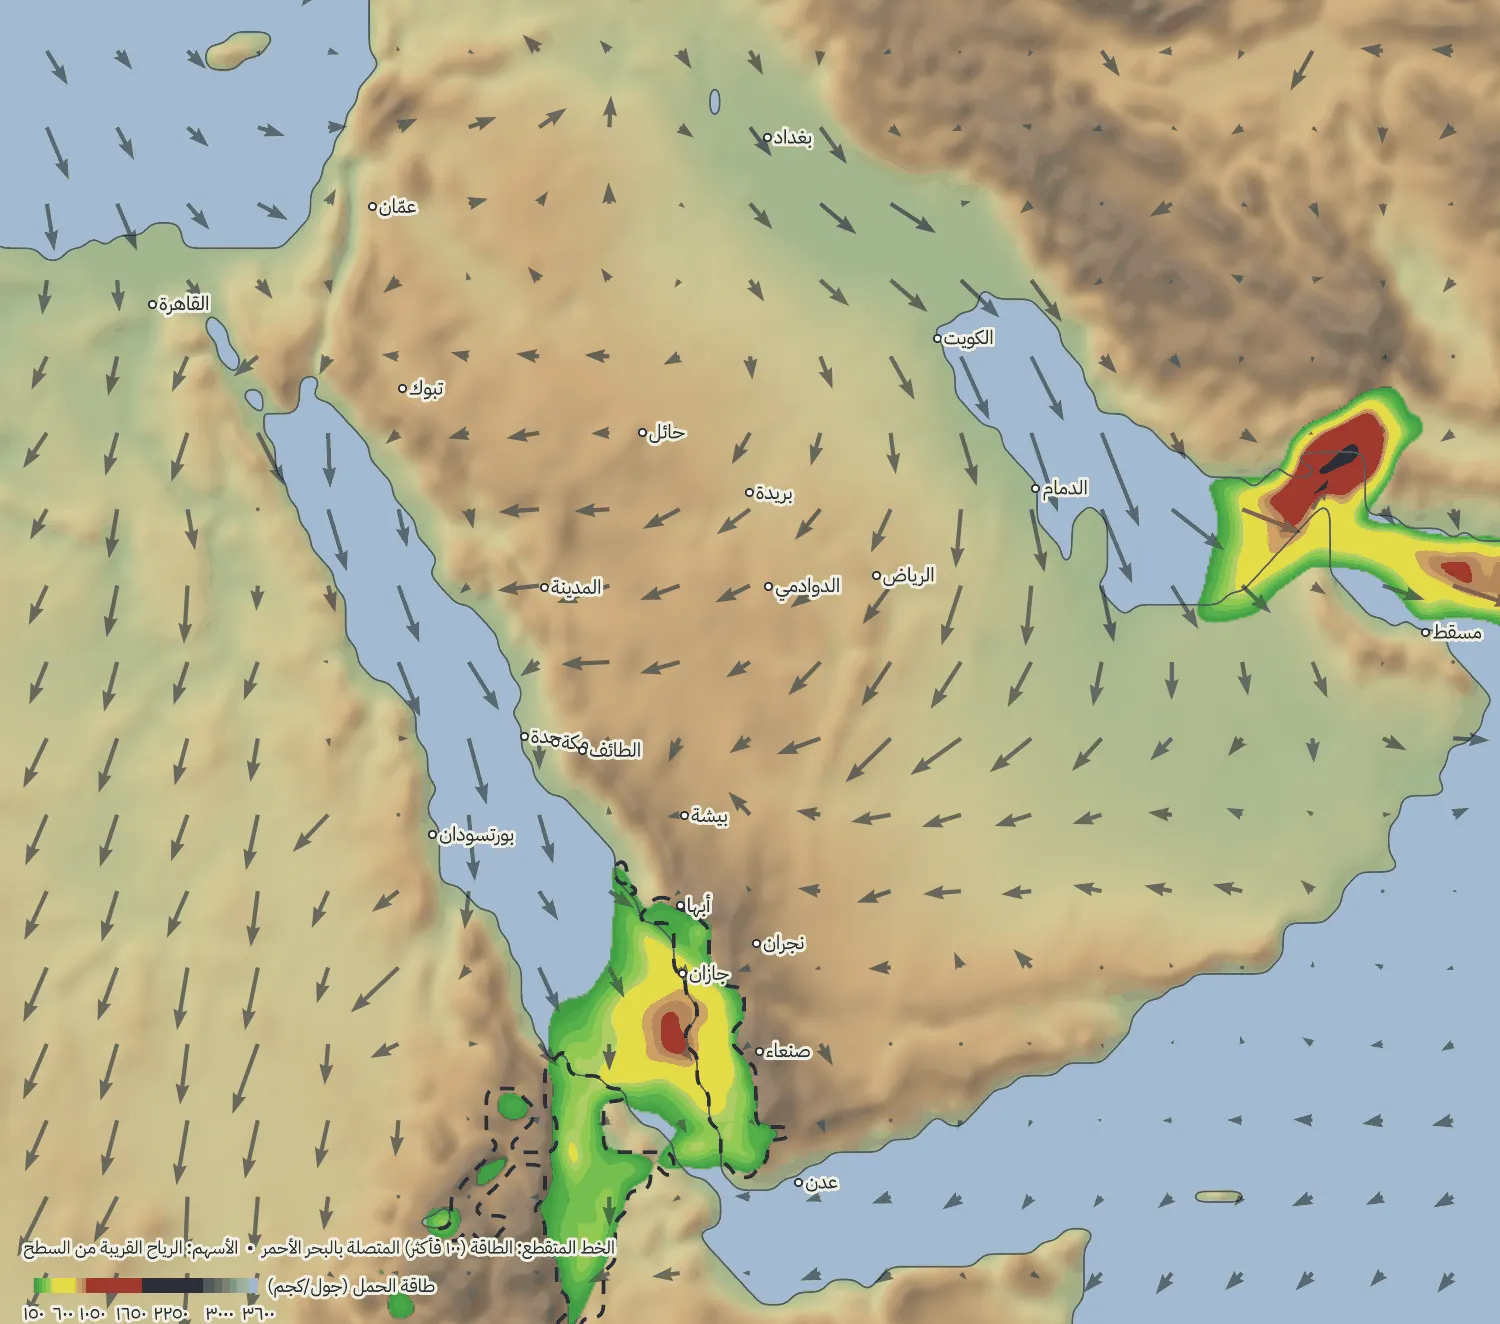 بغداد
عمّان
القاهرة
الكويت
تبوك
حائل
الدمام
بريدة
الرياض
الدوادمي
المدينة
مسقط
جدة
مكة
الطائف
بيشة
بورتسودان
أبها
نجران
جازان
صنعاء
عدن
الخط المتقطع: الطاقة (١٠٠ فأكثر) المتصلة بالبحر الأحمر • الأسهم: الرياح القريبة من السطح
طاقة الحمل (جول/كجم)
١٥٠ ٦٠٠ ١٠٥٠ ١٦٥٠ ٢٢٥٠ ٣٠٠٠ ٣٦٠٠